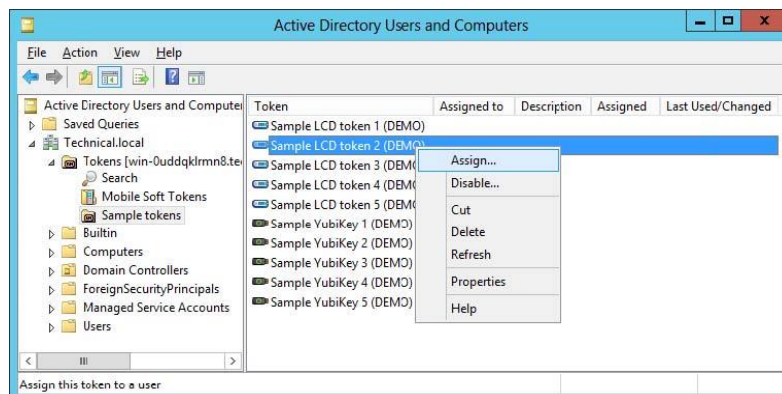 Active Directory Users and Computers
File Action View Help
Active Directory Users and Computer
Saved Queries
Technical.local
Tokens [win-0uddqklrmn8.te
Search
Mobile Soft Tokens
Sample tokens
Builtin
Computers
Domain Controllers
ForeignSecurityPrincipals
Managed Service Accounts
Users
Token Assigned to Description Assigned Last Used/Changed
Sample LCD token 1 (DEMO)
Sample LCD token 2 (DEMO)
Sample LCD token 3 (DEM
Sample LCD token 4 (DEM
Sample LCD token 5 (DEM
Sample YubiKey 1 (DEMO)
Sample YubiKey 2 (DEMO)
Sample YubiKey 3 (DEMO)
Sample YubiKey 4 (DEMO)
Sample YubiKey 5 (DEMO)
Assign...
Disable...
Cut
Delete
Refresh
Properties
Help
Assign this token to a user